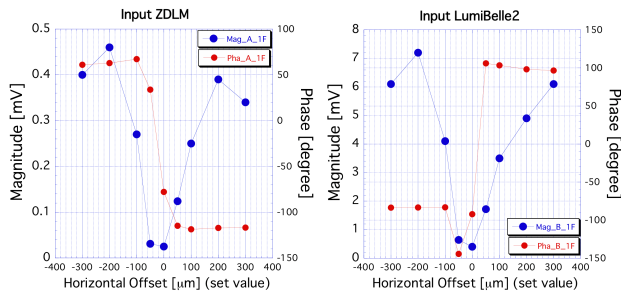 Input ZDLM
Mag_A_1F
Pha_A_1F
0.5
0.4
0.3
0.2
0.1
0
100
50
0
-50
-100
-150
-400 -300 -200 -100 0 100 200 300 400
Magnitude [mV]
Phase [degree]
Horizontal Offset [μm] (set value)
Input LumiBelle2
Mag_B_1F
Pha_B_1F
8
7
6
5
4
3
2
1
0
150
100
50
0
-50
-100
-150
-400 -300 -200 -100 0 100 200 300 400
Magnitude [mV]
Phase [degree]
Horizontal Offset [μm] (set value)